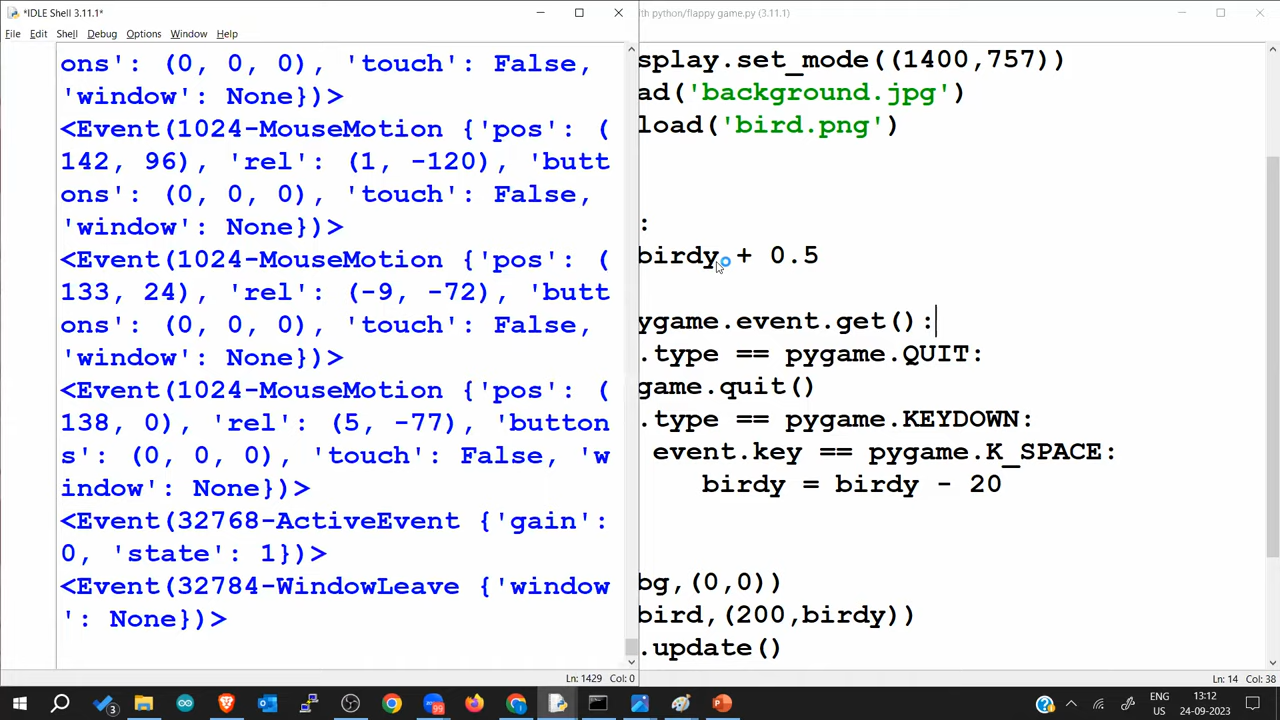 *IDLE Shell 3.11.1*
File Edit Shell Debug Options Window Help
ons': (0, 0, 0), 'touch': False,
'window': None})>
<Event(1024-MouseMotion {'pos': (
142, 96), 'rel': (1, -120), 'butt
ons': (0, 0, 0), 'touch': False,
'window': None})>
<Event(1024-MouseMotion {'pos': (
133, 24), 'rel': (-9, -72), 'butt
ons': (0, 0, 0), 'touch': False,
'window': None})>
<Event(1024-MouseMotion {'pos': (
138, 0), 'rel': (5, -77), 'button
s': (0, 0, 0), 'touch': False, 'w
indow': None})>
<Event(32768-ActiveEvent {'gain':
0, 'state': 1})>
<Event(32784-WindowLeave {'window
': None})>
Ln: 1429 Col: 0
ith python/flappy game.py (3.11.1)
splay.set_mode((1400,757))
ad('background.jpg')
load('bird.png')
:
birdy + 0.5
ygame.event.get():
.type == pygame.QUIT:
game.quit()
.type == pygame.KEYDOWN:
event.key == pygame.K_SPACE:
birdy = birdy - 20
bg,(0,0))
bird,(200,birdy))
.update()
Ln: 14 Col: 38
3
99
ENG
US
13:12
24-09-2023